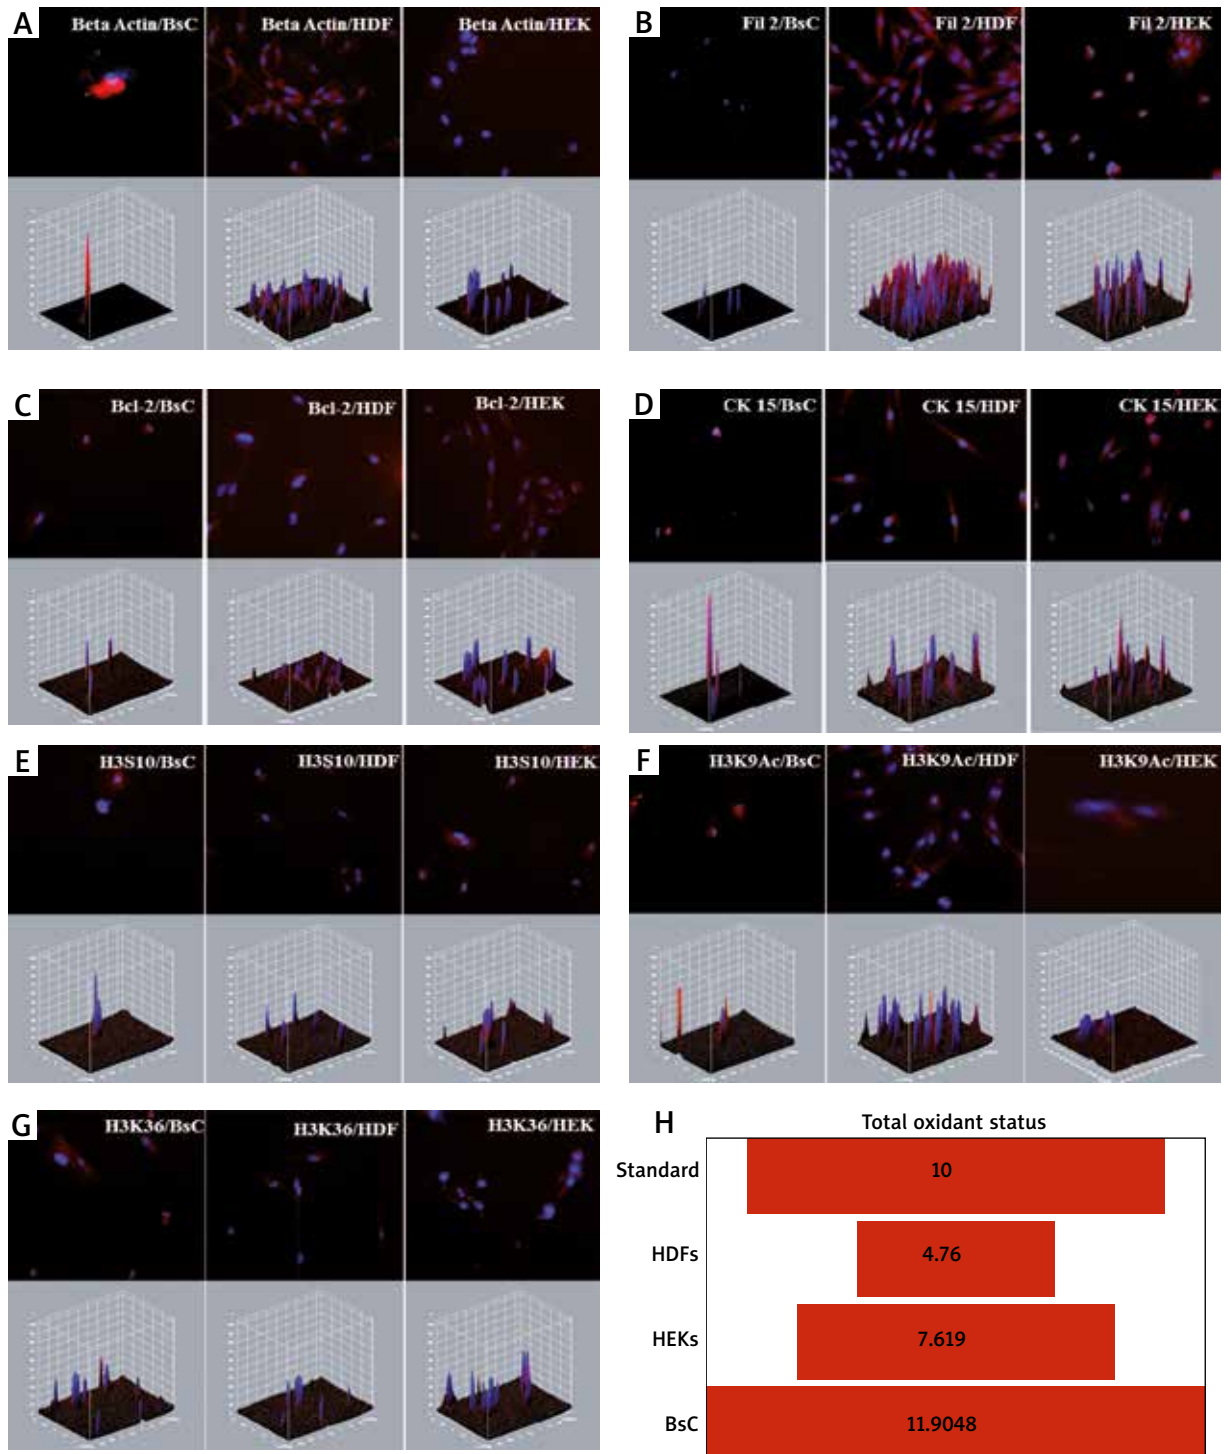 A
Beta Actin/BsC
Beta Actin/HDF
Beta Actin/HEK
B
Fil 2/BsC
Fil 2/HDF
Fil 2/HEK
C
Bcl-2/BsC
Bcl-2/HDF
Bcl-2/HEK
D
CK 15/BsC
CK 15/HDF
CK 15/HEK
E
H3S10/BsC
H3S10/HDF
H3S10/HEK
F
H3K9Ac/BsC
H3K9Ac/HDF
H3K9Ac/HEK
G
H3K36/BsC
H3K36/HDF
H3K36/HEK
H
Total oxidant status
Standard
10
HDFs
4.76
HEKs
7.619
BsC
11.9048